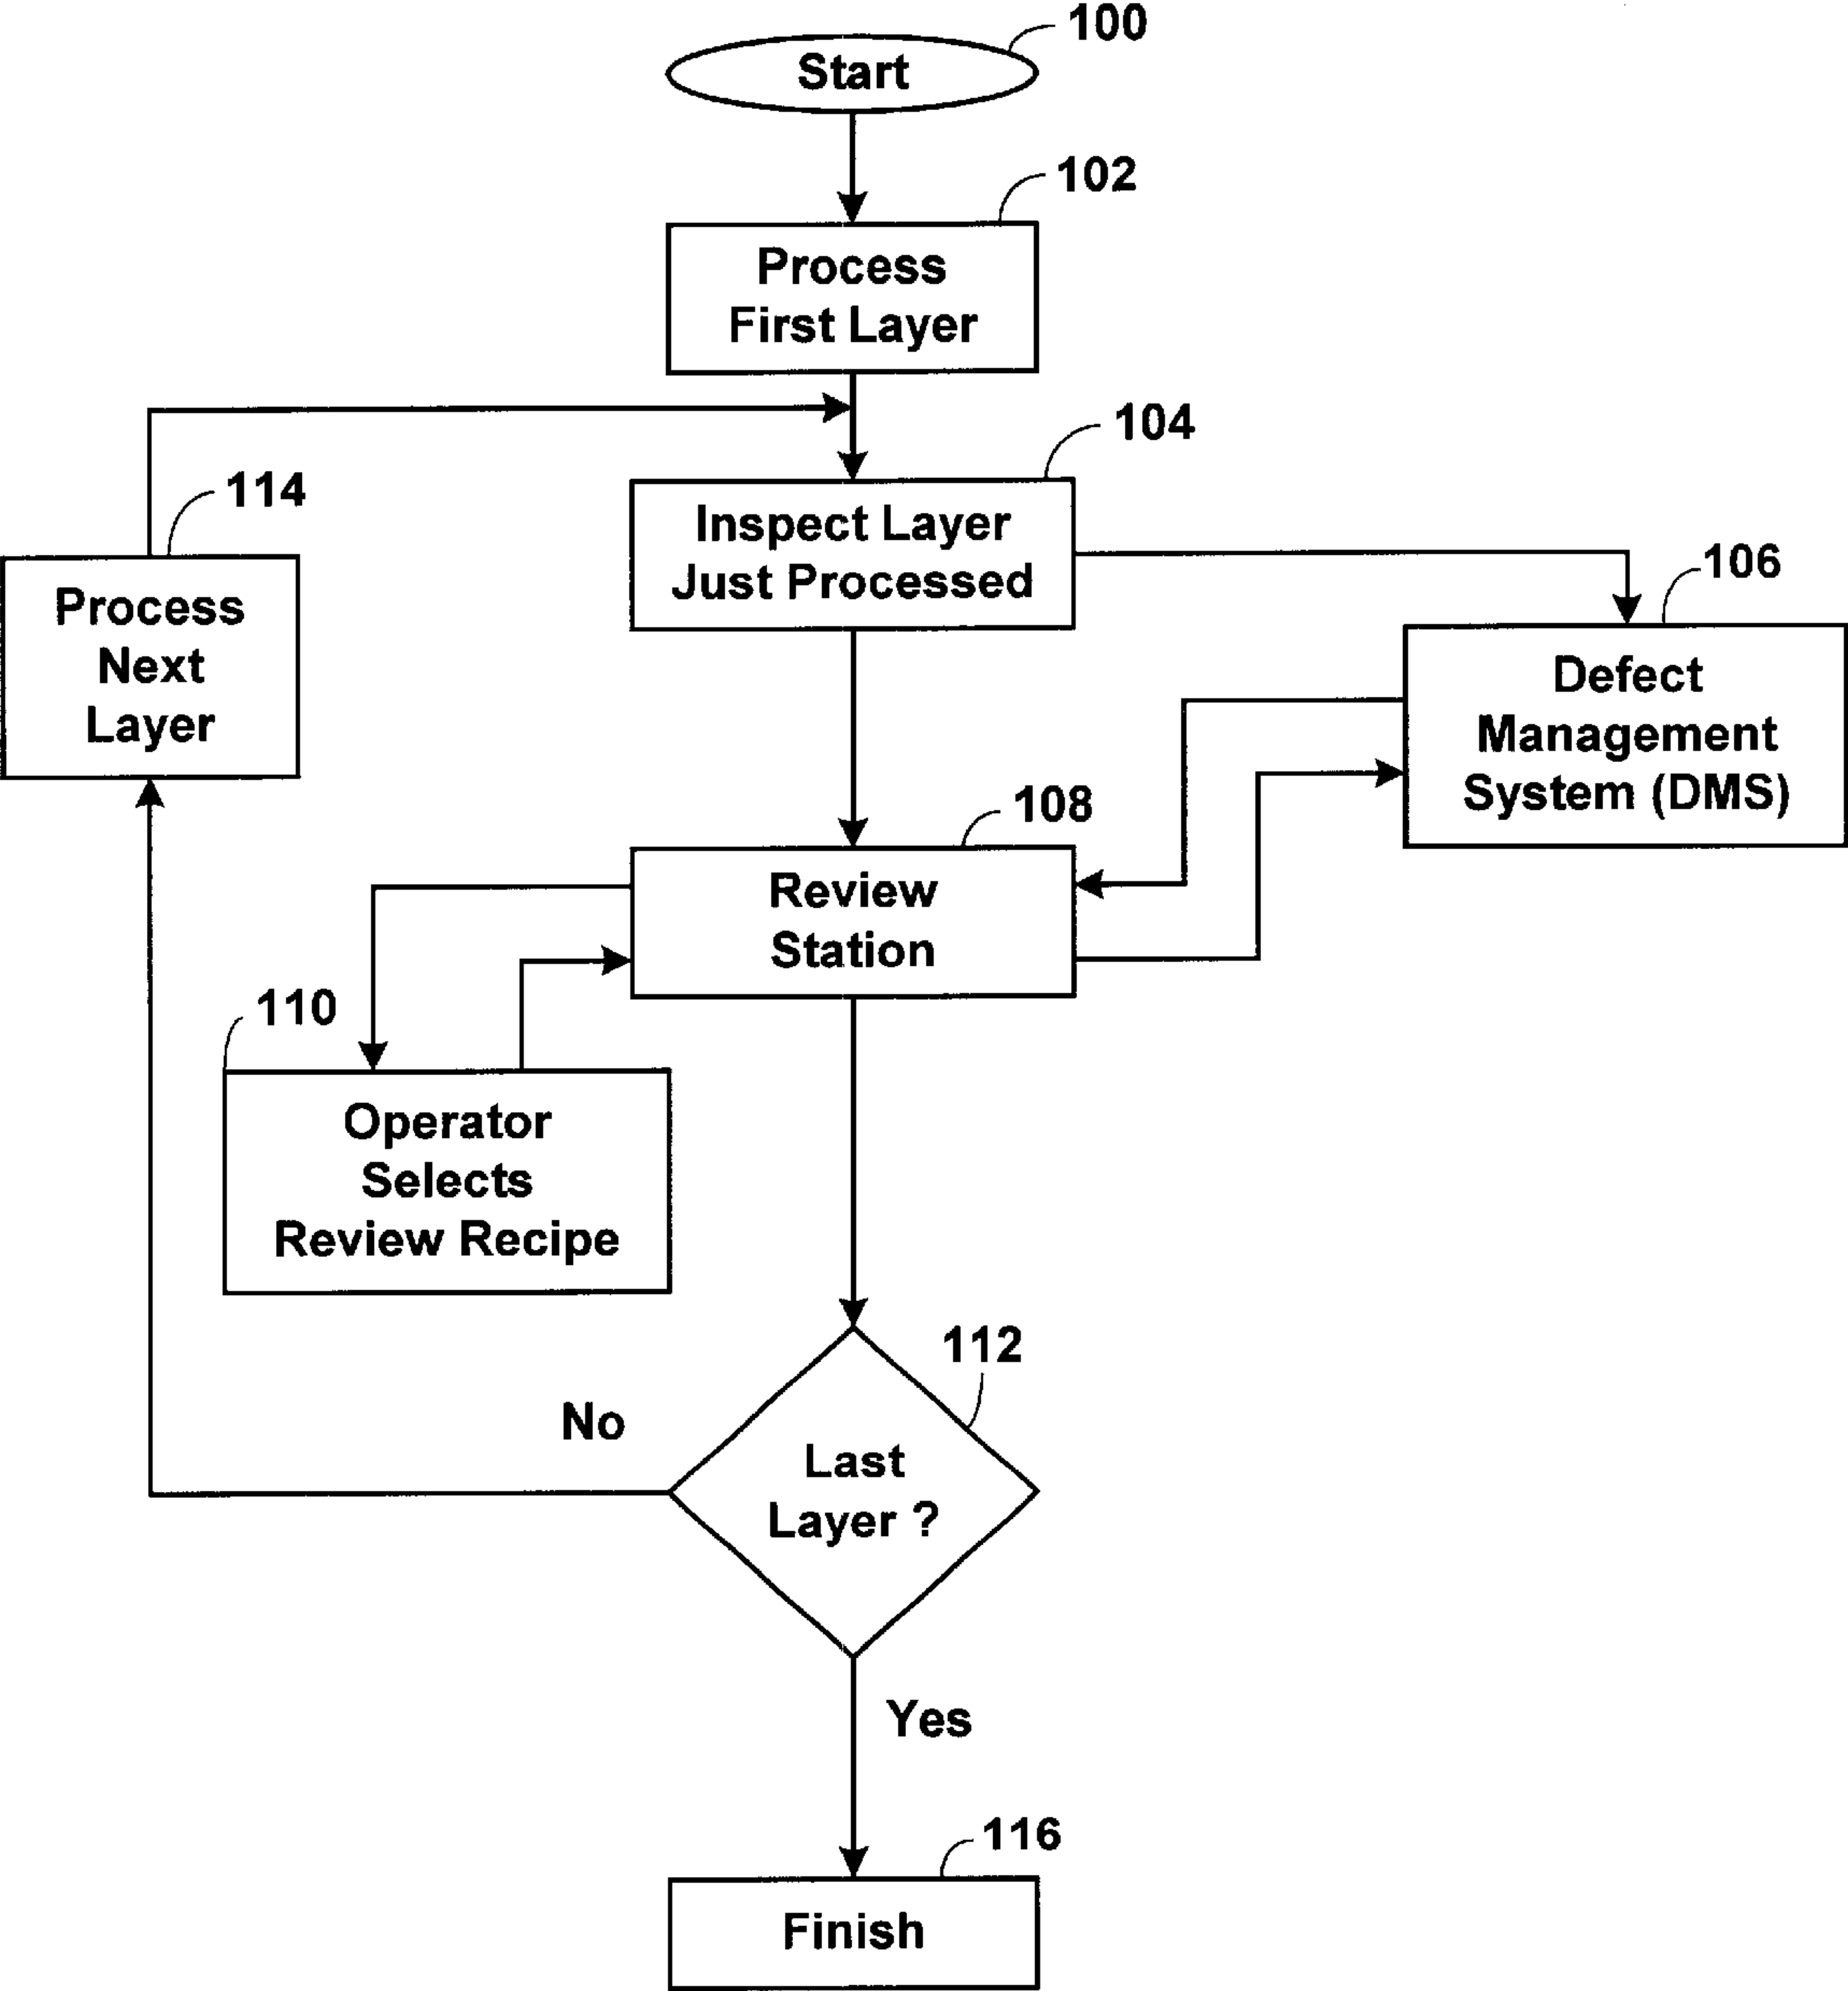 100
Start
102
Process
First Layer
104
Inspect Layer
Just Processed
114
Process
Next
Layer
106
Defect
Management
System (DMS)
108
Review
Station
110
Operator
Selects
Review Recipe
112
No
Last
Layer ?
Yes
116
Finish